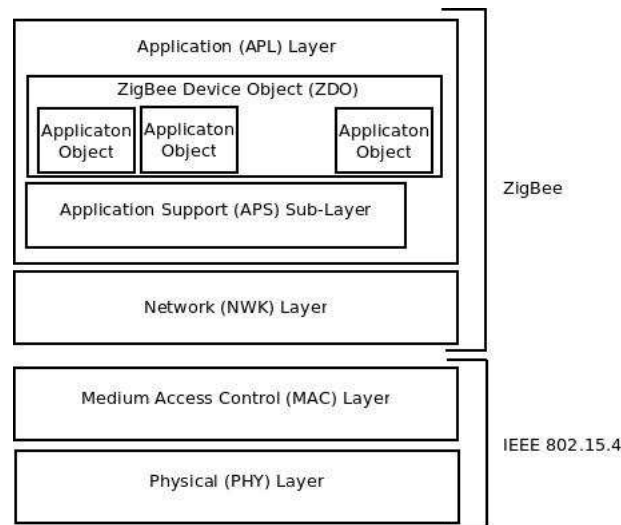 Application (APL) Layer
ZigBee Device Object (ZDO)
Applicaton
Object
Applicaton
Object
Applicaton
Object
Application Support (APS) Sub-Layer
ZigBee
Network (NWK) Layer
Medium Access Control (MAC) Layer
IEEE 802.15.4
Physical (PHY) Layer